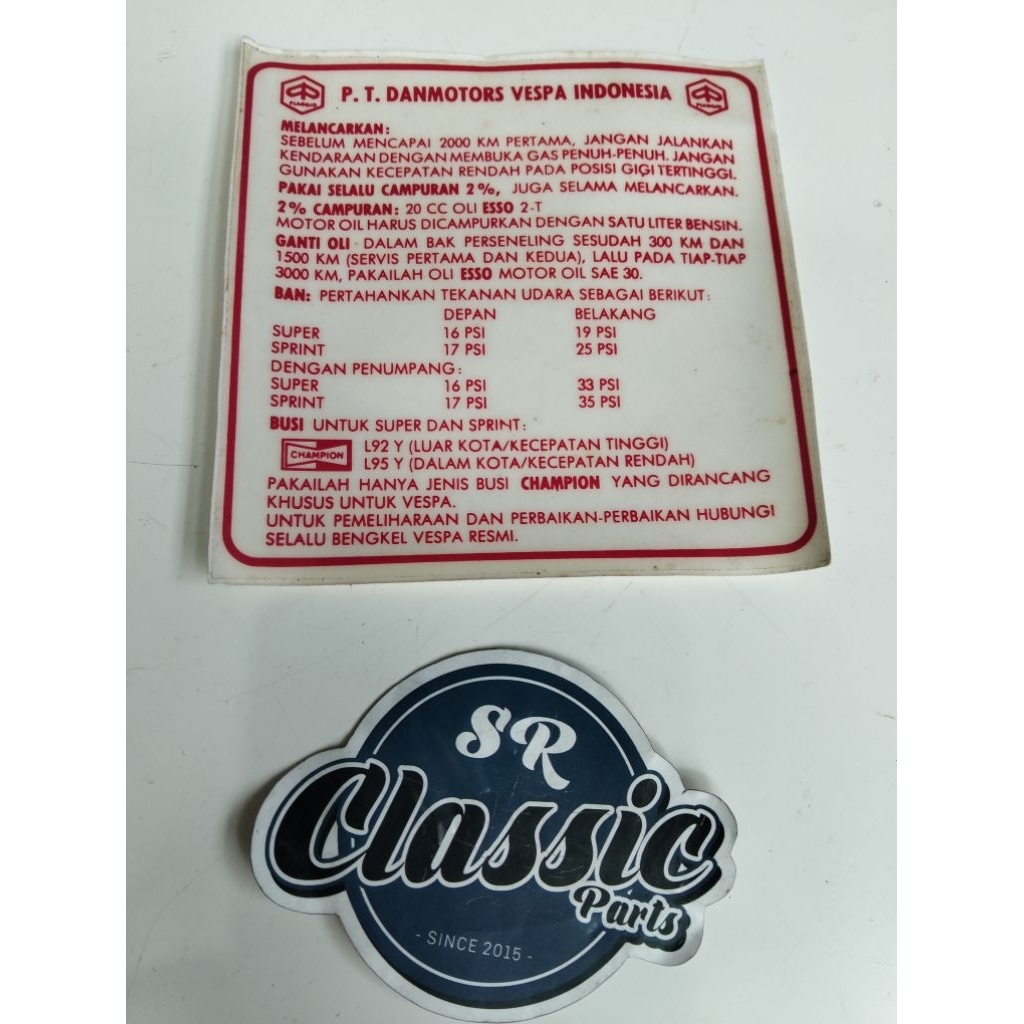 P. T. DANMOTORS VESPA INDONESIA
PIAGGIO
PIAGGIO
MELANCARKAN:
SEBELUM MENCAPAI 2000 KM PERTAMA, JANGAN JALANKAN
KENDARAAN DENGAN MEMBUKA GAS PENUH-PENUH. JANGAN
GUNAKAN KECEPATAN RENDAH PADA POSISI GIGI TERTINGGI.
PAKAI SELALU CAMPURAN 2%, JUGA SELAMA MELANCARKAN.
2% CAMPURAN: 20 CC OLI ESSO 2-T
MOTOR OIL HARUS DICAMPURKAN DENGAN SATU LITER BENSIN.
GANTI OLI DALAM BAK PERSENELING SESUDAH 300 KM DAN
1500 KM (SERVIS PERTAMA DAN KEDUA), LALU PADA TIAP-TIAP
3000 KM, PAKAILAH OLI ESSO MOTOR OIL SAE 30.
BAN: PERTAHANKAN TEKANAN UDARA SEBAGAI BERIKUT:
DEPAN BELAKANG
SUPER 16 PSI 19 PSI
SPRINT 17 PSI 25 PSI
DENGAN PENUMPANG:
SUPER 16 PSI 33 PSI
SPRINT 17 PSI 35 PSI
BUSI UNTUK SUPER DAN SPRINT:
CHAMPION L92 Y (LUAR KOTA/KECEPATAN TINGGI)
L95 Y (DALAM KOTA/KECEPATAN RENDAH)
PAKAILAH HANYA JENIS BUSI CHAMPION YANG DIRANCANG
KHUSUS UNTUK VESPA.
UNTUK PEMELIHARAAN DAN PERBAIKAN-PERBAIKAN HUBUNGI
SELALU BENGKEL VESPA RESMI.
SR
Classic
Parts
- SINCE 2015 -